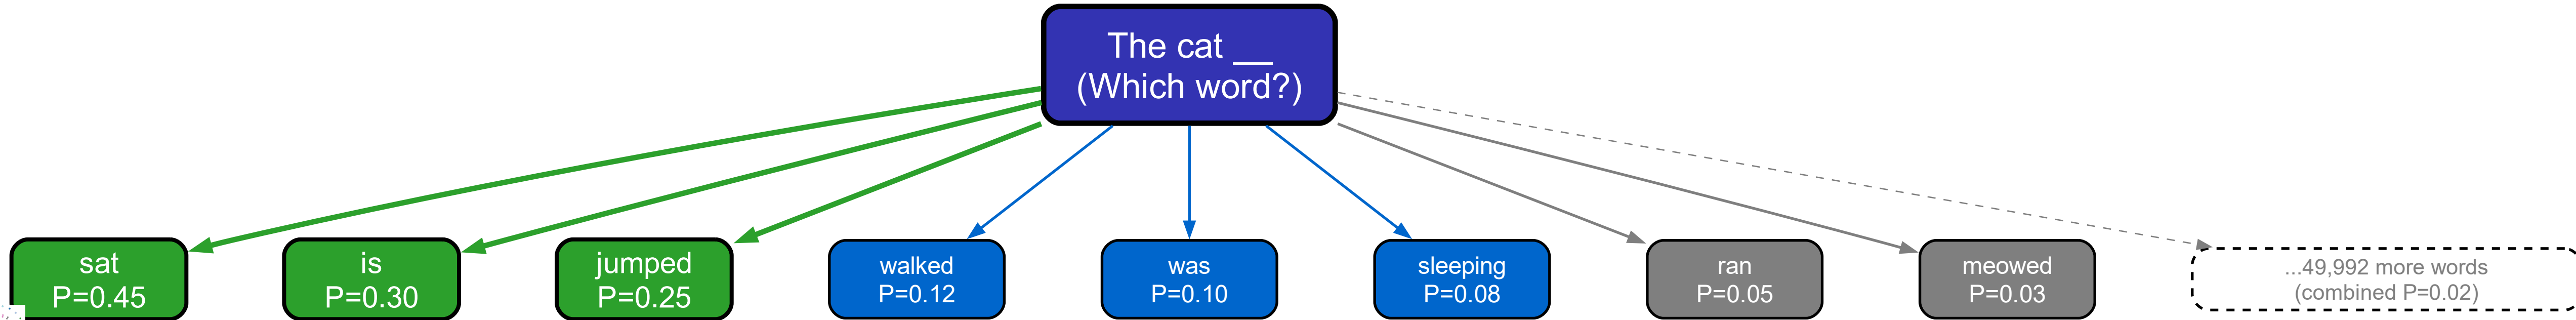 The cat __
(Which word?)
sat
P=0.45
is
P=0.30
jumped
P=0.25
walked
P=0.12
was
P=0.10
sleeping
P=0.08
ran
P=0.05
meowed
P=0.03
...49,992 more words
(combined P=0.02)